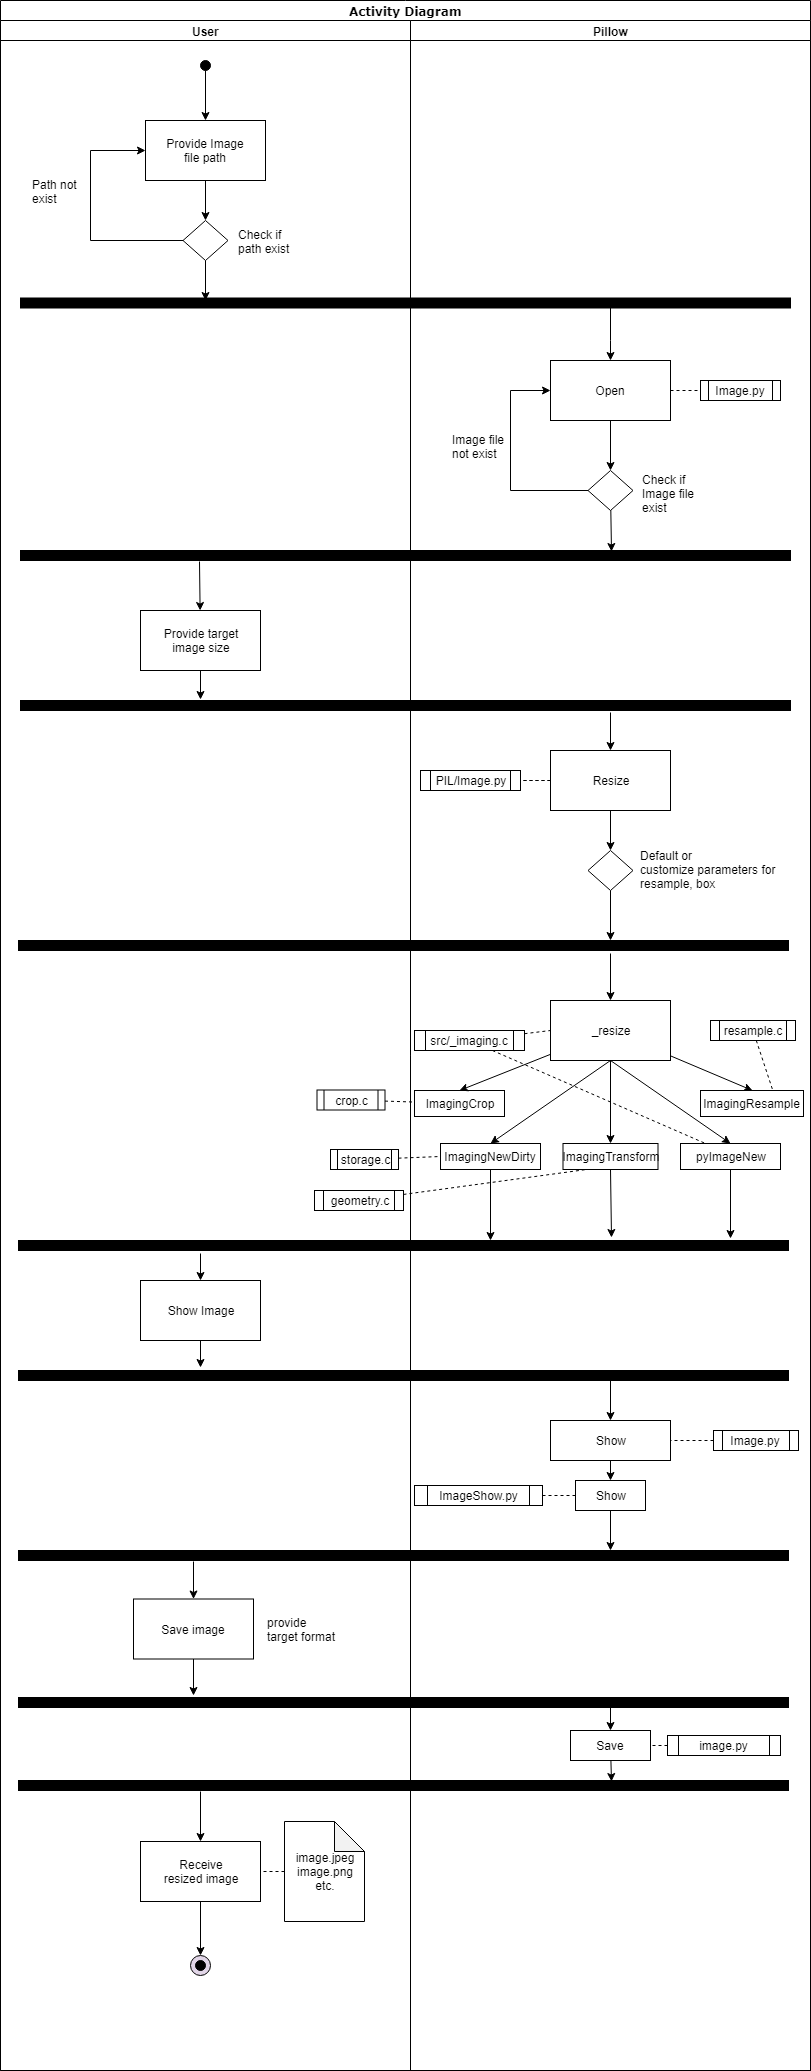 Activity Diagram
User
Pillow
Provide Image
file path
Path not
exist
Check if
path exist
Open
Image.py
Image file
not exist
Check if
Image file
exist
Provide target
image size
PIL/Image.py
Resize
Default or
customize parameters for
resample, box
_resize
src/_imaging.c
resample.c
crop.c
ImagingCrop
ImagingResample
storage.c
ImagingNewDirty
ImagingTransform
pyImageNew
geometry.c
Show Image
Show
Image.py
ImageShow.py
Show
Save image
provide
target format
Save
image.py
Receive
resized image
image.jpeg
image.png
etc.